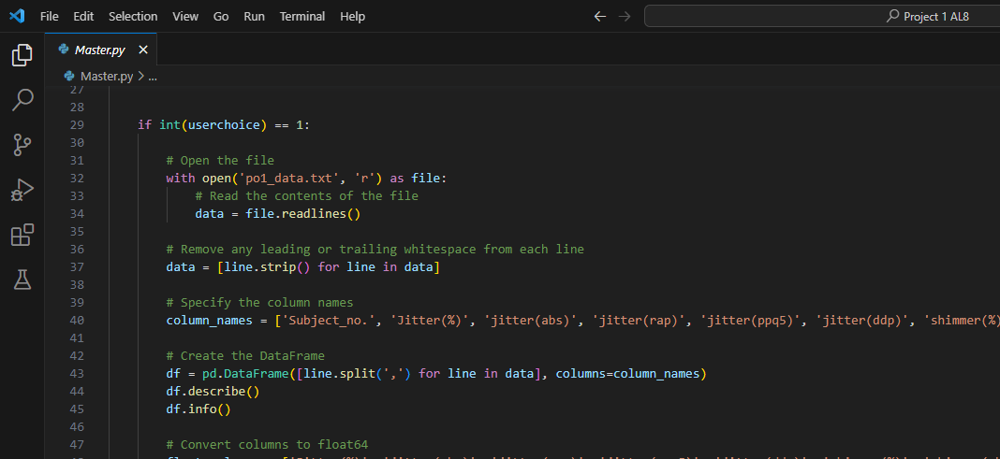 File Edit Selection View Go Run Terminal Help Project 1 AL8
Master.py
Master.py > ...
27
28
29 if int(userchoice) == 1:
30
31 # Open the file
32 with open('po1_data.txt', 'r') as file:
33 # Read the contents of the file
34 data = file.readlines()
35
36 # Remove any leading or trailing whitespace from each line
37 data = [line.strip() for line in data]
38
39 # Specify the column names
40 column_names = ['Subject_no.', 'Jitter(%)', 'jitter(abs)', 'jitter(rap)', 'jitter(ppq5)', 'jitter(ddp)', 'shimmer(%)
41
42 # Create the DataFrame
43 df = pd.DataFrame([line.split(',') for line in data], columns=column_names)
44 df.describe()
45 df.info()
46
47 # Convert columns to float64